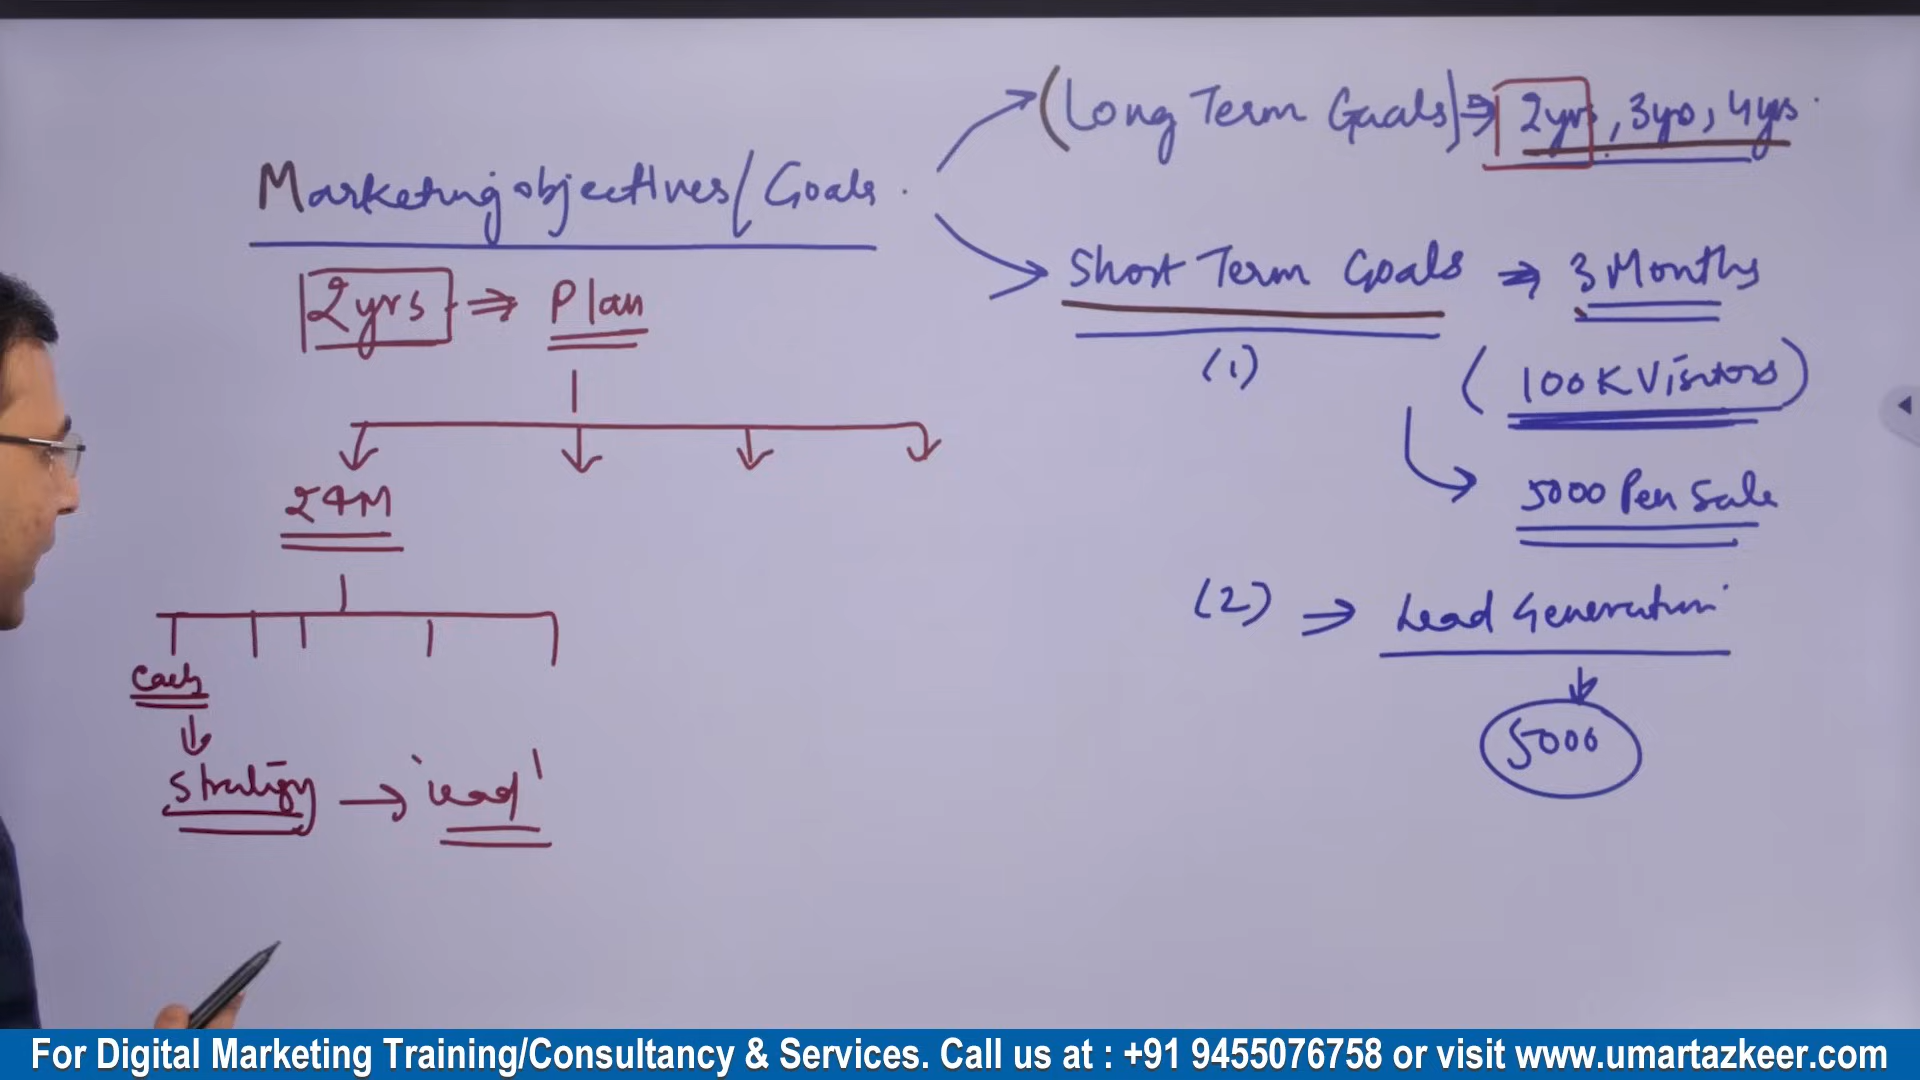 Marketing objectives/Goals
(Long Term Goals) ⇒ 2yrs, 3yrs, 4yrs
Short Term Goals ⇒ 3 Months
(1)
(100K Visitors)
5000 Per Sale
(2) ⇒ Lead Generation
5000
2yrs ⇒ Plan
24M
Each
Strategy → 'Lead'
For Digital Marketing Training/Consultancy & Services. Call us at : +91 9455076758 or visit www.umartazkeer.com